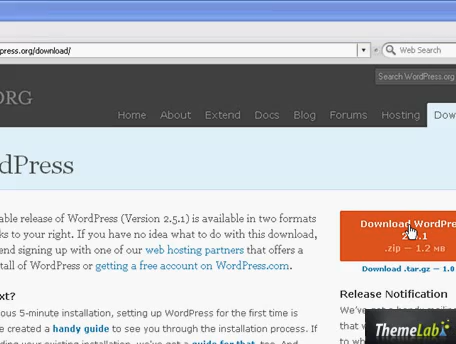 press.org/download/
Web Search
Search WordPress.org
ORG
Home About Extend Docs Blog Forums Hosting Dow
dPress
able release of WordPress (Version 2.5.1) is available in two formats
ks to your right. If you have no idea what to do with this download,
end signing up with one of our web hosting partners that offers a
tall of WordPress or getting a free account on WordPress.com.
Download WordPre
.zip — 1.2 MB
Download .tar.gz — 1.0
xt?
ous 5-minute installation, setting up WordPress for the first time is
e created a handy guide to see you through the installation process. If
Release Notification
ThemeLab